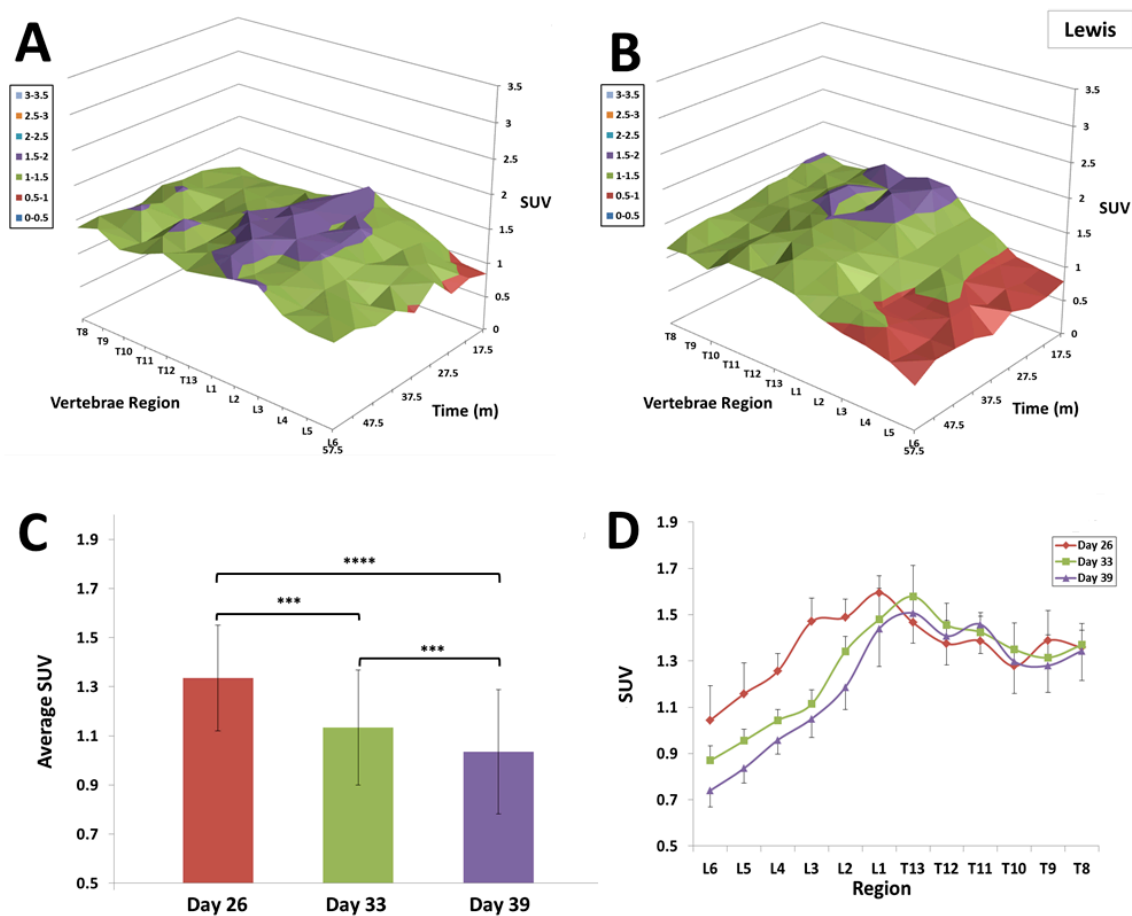 A
3-3.5
2.5-3
2-2.5
1.5-2
1-1.5
0.5-1
0-0.5
3.5
3
2.5
2
1.5
1
0.5
0
SUV
T8
T9
T10
T11
T12
T13
L1
L2
L3
L4
L5
L6
Vertebrae Region
17.5
27.5
37.5
47.5
57.5
Time (m)
B
Lewis
3-3.5
2.5-3
2-2.5
1.5-2
1-1.5
0.5-1
0-0.5
3.5
3
2.5
2
1.5
1
0.5
0
SUV
T8
T9
T10
T11
T12
T13
L1
L2
L3
L4
L5
L6
Vertebrae Region
17.5
27.5
37.5
47.5
57.5
Time (m)
C
Average SUV
1.9
1.7
1.5
1.3
1.1
0.9
0.7
0.5
****
***
***
Day 26 Day 33 Day 39
D
SUV
1.9
1.7
1.5
1.3
1.1
0.9
0.7
0.5
Day 26
Day 33
Day 39
L6 L5 L4 L3 L2 L1 T13 T12 T11 T10 T9 T8
Region